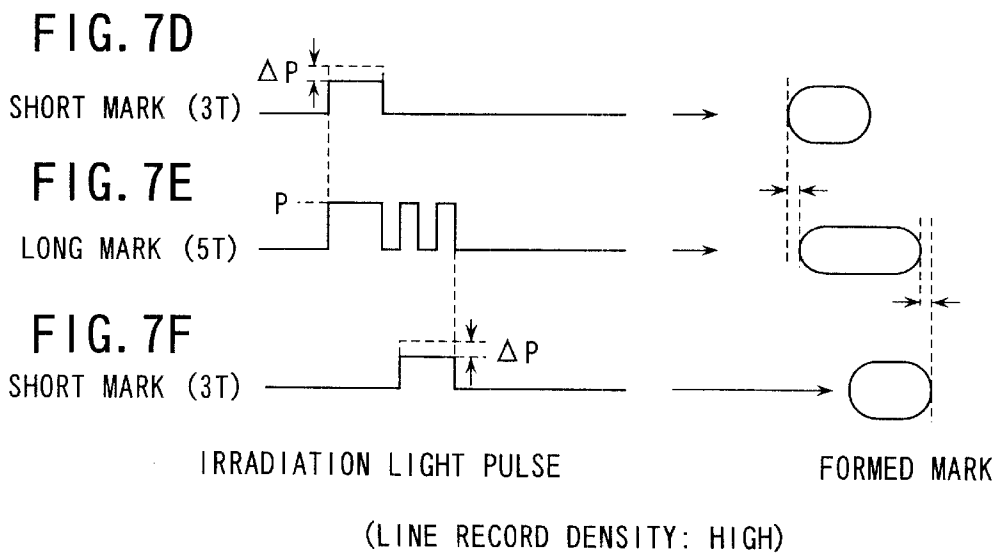 FIG. 7D
ΔP
SHORT MARK (3T)
FIG. 7E
P
LONG MARK (5T)
FIG. 7F
ΔP
SHORT MARK (3T)
IRRADIATION LIGHT PULSE
FORMED MARK
(LINE RECORD DENSITY: HIGH)